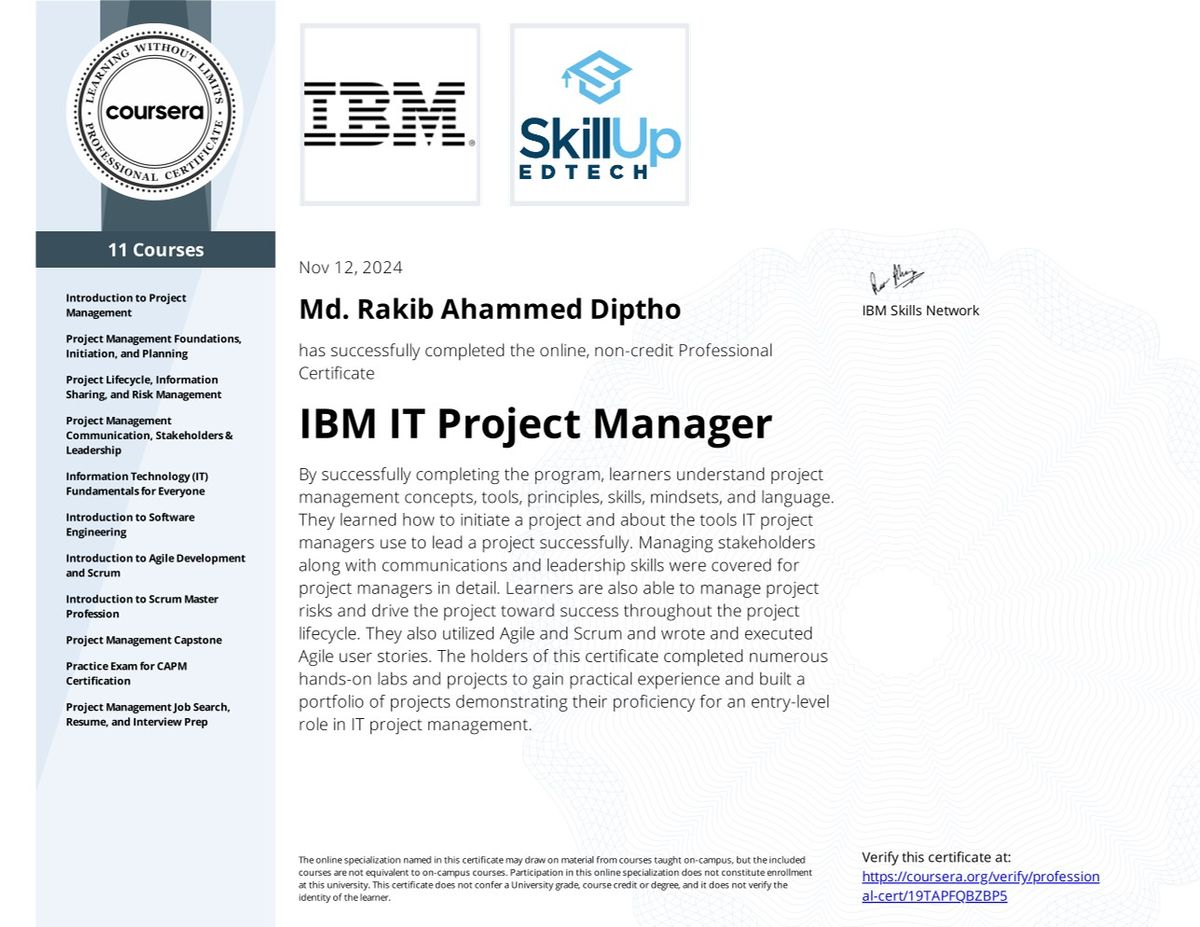 LEARNING WITHOUT LIMITS
coursera
PROFESSIONAL CERTIFICATE
IBM®
SkillUp
EDTECH
11 Courses
Introduction to Project
Management
Project Management Foundations,
Initiation, and Planning
Project Lifecycle, Information
Sharing, and Risk Management
Project Management
Communication, Stakeholders &
Leadership
Information Technology (IT)
Fundamentals for Everyone
Introduction to Software
Engineering
Introduction to Agile Development
and Scrum
Introduction to Scrum Master
Profession
Project Management Capstone
Practice Exam for CAPM
Certification
Project Management Job Search,
Resume, and Interview Prep
Nov 12, 2024
Md. Rakib Ahammed Diptho
has successfully completed the online, non-credit Professional
Certificate
IBM IT Project Manager
By successfully completing the program, learners understand project
management concepts, tools, principles, skills, mindsets, and language.
They learned how to initiate a project and about the tools IT project
managers use to lead a project successfully. Managing stakeholders
along with communications and leadership skills were covered for
project managers in detail. Learners are also able to manage project
risks and drive the project toward success throughout the project
lifecycle. They also utilized Agile and Scrum and wrote and executed
Agile user stories. The holders of this certificate completed numerous
hands-on labs and projects to gain practical experience and built a
portfolio of projects demonstrating their proficiency for an entry-level
role in IT project management.
IBM Skills Network
The online specialization named in this certificate may draw on material from courses taught on-campus, but the included
courses are not equivalent to on-campus courses. Participation in this online specialization does not constitute enrollment
at this university. This certificate does not confer a University grade, course credit or degree, and it does not verify the
identity of the learner.
Verify this certificate at:
https://coursera.org/verify/profession
al-cert/19TAPFQBZBP5